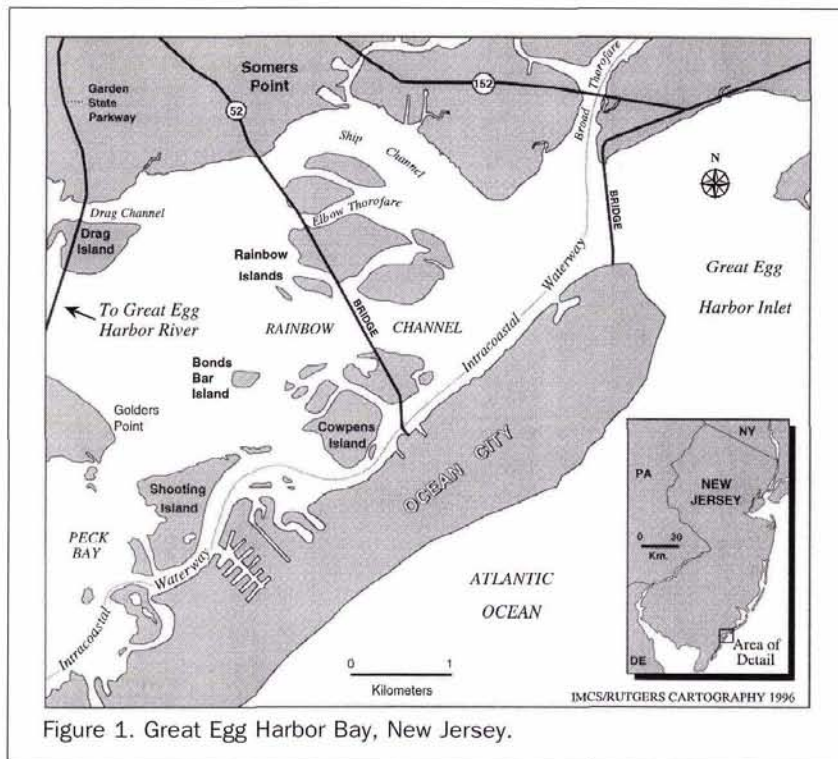 Somers
Point
Garden
State
Parkway
52
152
Broad Thorofare
Ship
Channel
N
Drag Channel
Elbow Thorofare
BRIDGE
Drag
Island
Rainbow
Islands
Great Egg
Harbor Inlet
To Great Egg
Harbor River
RAINBOW
BRIDGE
CHANNEL
Intracoastal Waterway
Bonds
Bar
Island
Golders
Point
Cowpens
Island
OCEAN CITY
NY
PA
NEW
JERSEY
0 30
Km.
Shooting
Island
PECK
BAY
Intracoastal Waterway
ATLANTIC
OCEAN
Area of
Detail
DE
0 1
Kilometers
IMCS/RUTGERS CARTOGRAPHY 1996
Figure 1. Great Egg Harbor Bay, New Jersey.